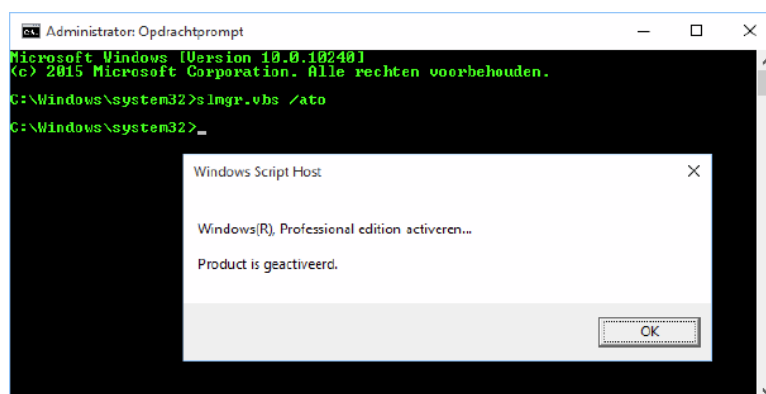 Administrator: Opdrachtprompt
Microsoft Windows [Version 10.0.10240]
(c) 2015 Microsoft Corporation. Alle rechten voorbehouden.
C:\Windows\system32>slmgr.vbs /ato
C:\Windows\system32>_
Windows Script Host
Windows(R), Professional edition activeren...
Product is geactiveerd.
OK